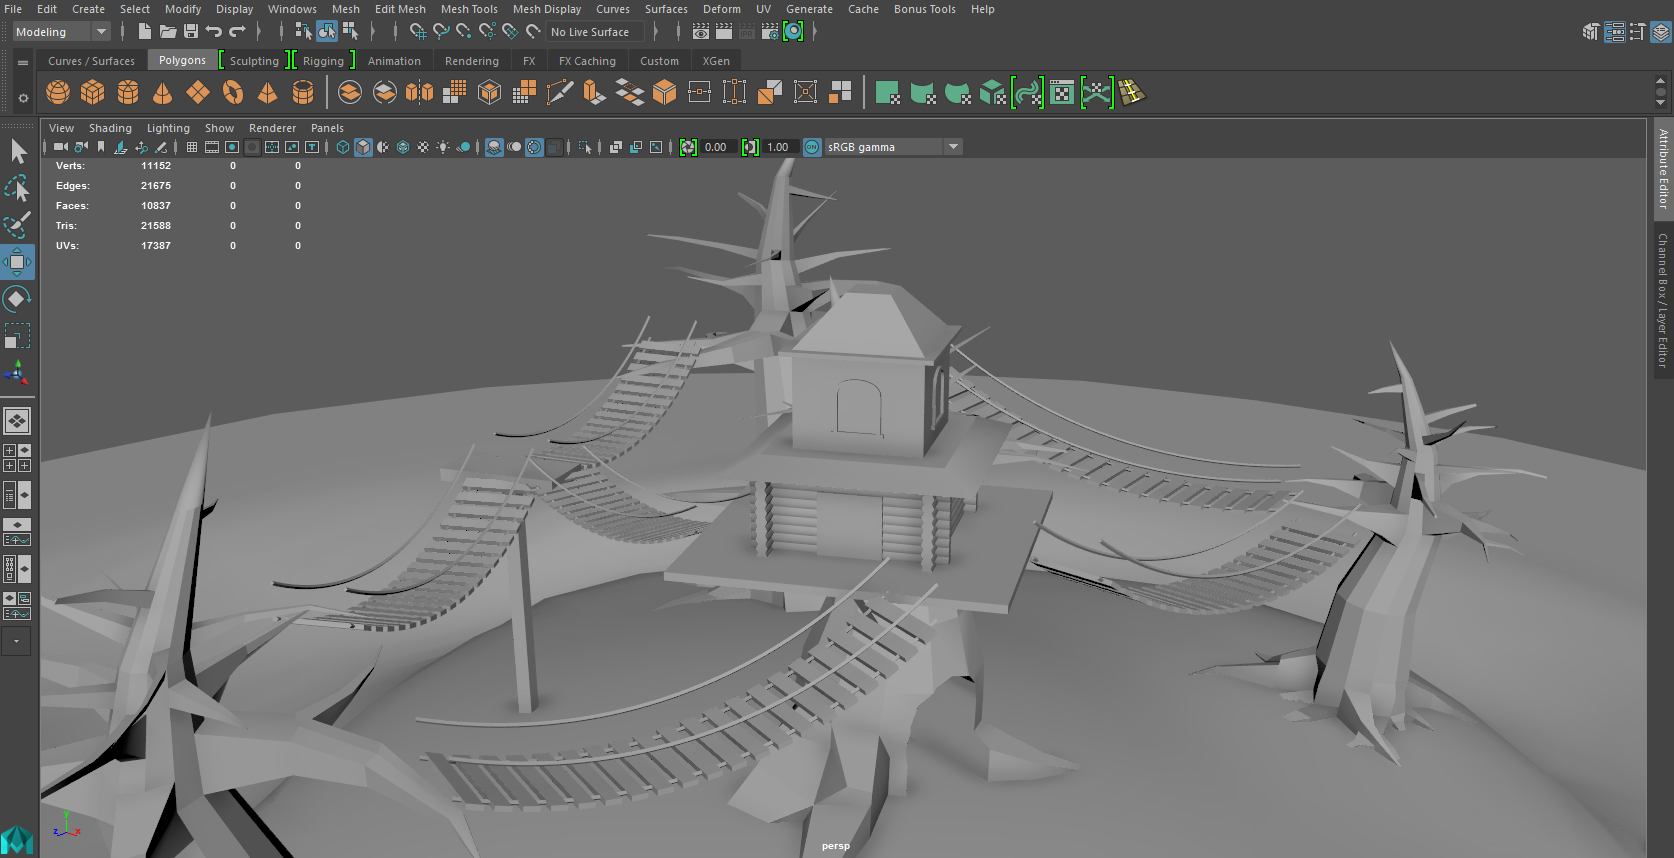 File Edit Create Select Modify Display Windows Mesh Edit Mesh Mesh Tools Mesh Display Curves Surfaces Deform UV Generate Cache Bonus Tools Help
Modeling No Live Surface
Curves / Surfaces Polygons Sculpting Rigging Animation Rendering FX FX Caching Custom XGen
View Shading Lighting Show Renderer Panels
0.00 1.00 ON sRGB gamma
Verts: 11152 0 0
Edges: 21675 0 0
Faces: 10837 0 0
Tris: 21588 0 0
UVs: 17387 0 0
Attribute Editor
Channel Box / Layer Editor
y
z x
persp